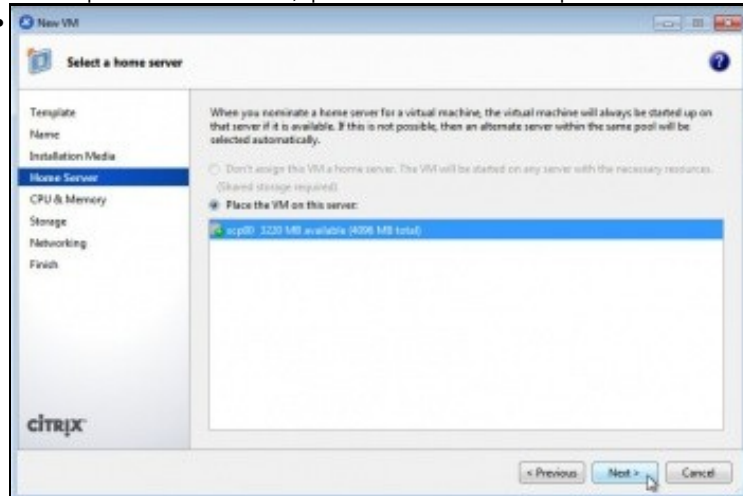 New VM
Select a home server
Template
Name
Installation Media
Home Server
CPU & Memory
Storage
Networking
Finish
When you nominate a home server for a virtual machine, the virtual machine will always be started up on
that server if it is available. If this is not possible, then an alternate server within the same pool will be
selected automatically.
Don't assign this VM a home server. The VM will be started on any server with the necessary resources.
(Shared storage required)
Place the VM on this server:
3220 MB available (4096 MB total)
CITRIX
< Previous
Next >
Cancel